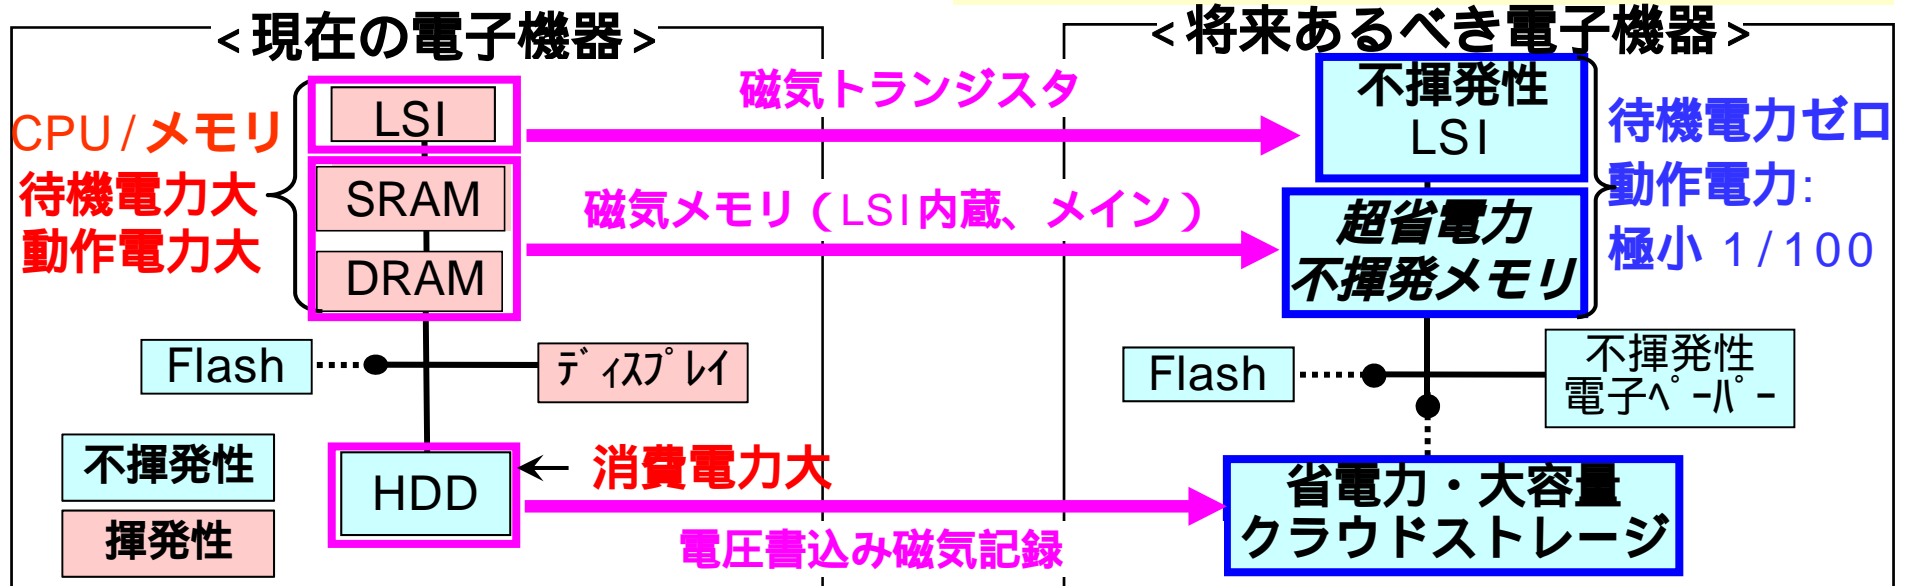 <現在の電子機器>
LSI
CPU/メモリ
待機電力大
動作電力大
SRAM
DRAM
Flash
ディスプレイ
HDD
消費電力大
不揮発性
揮発性
磁気トランジスタ
磁気メモリ(LSI内蔵、メイン)
電圧書込み磁気記録
<将来あるべき電子機器>
不揮発性
LSI
超省電力
不揮発メモリ
待機電力ゼロ
動作電力:
極小 1/100
Flash
不揮発性
電子ペーパー
省電力・大容量
クラウドストレージ